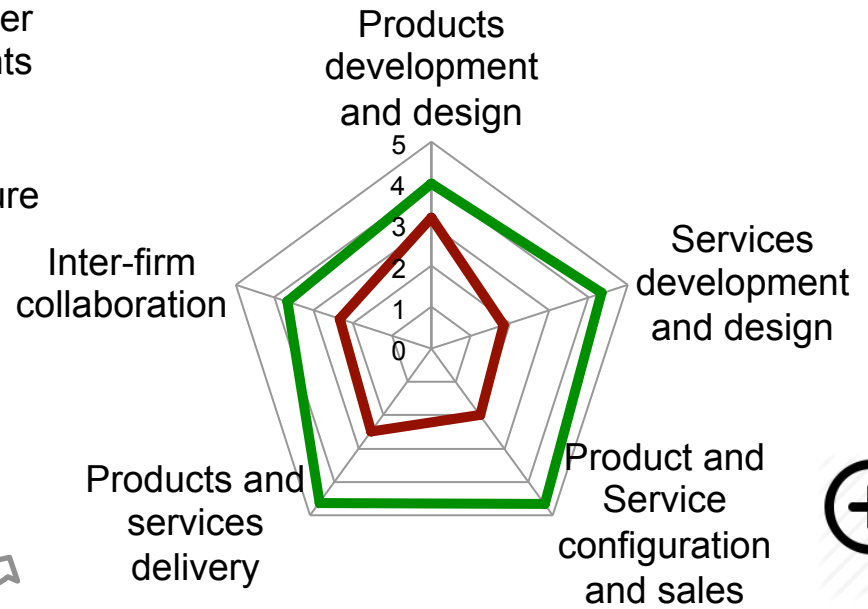 Products
development
and design
5
4
3
2
1
0
Services
development
and design
Product and
Service
configuration
and sales
Products and
services
delivery
Inter-firm
collaboration